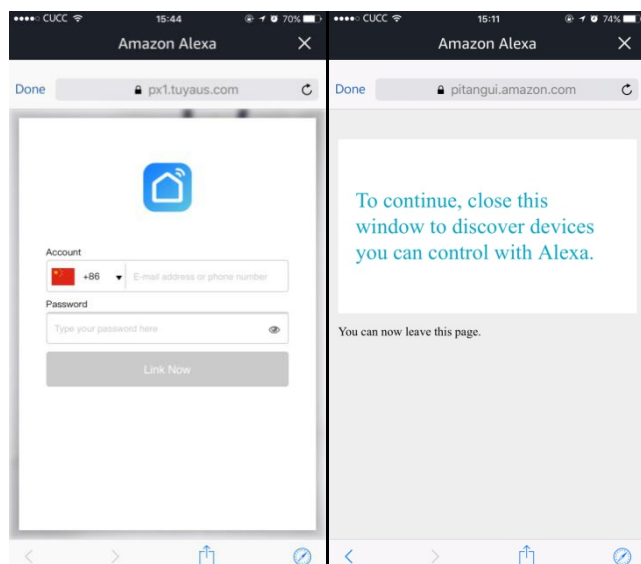 CUCC 15:44 70%
Amazon Alexa
Done px1.tuyaus.com
Account
+86 E-mail address or phone number
Password
Type your password here
Link Now
CUCC 15:11 74%
Amazon Alexa
Done pitangui.amazon.com
To continue, close this
window to discover devices
you can control with Alexa.
You can now leave this page.